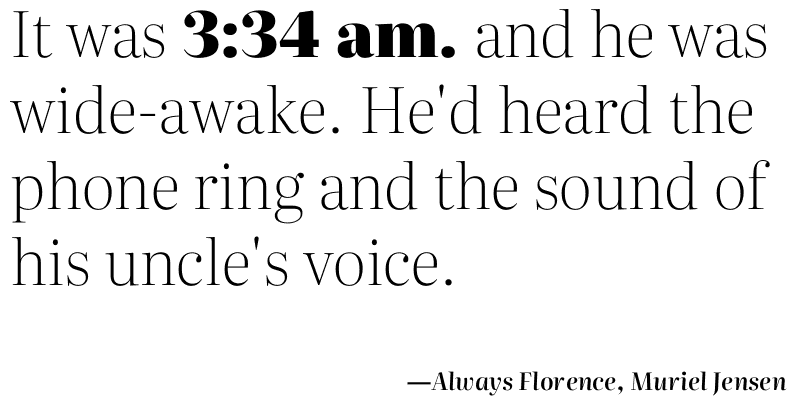 It was 3:34 am. and he was
wide-awake. He'd heard the
phone ring and the sound of
his uncle's voice.
—Always Florence, Muriel Jensen